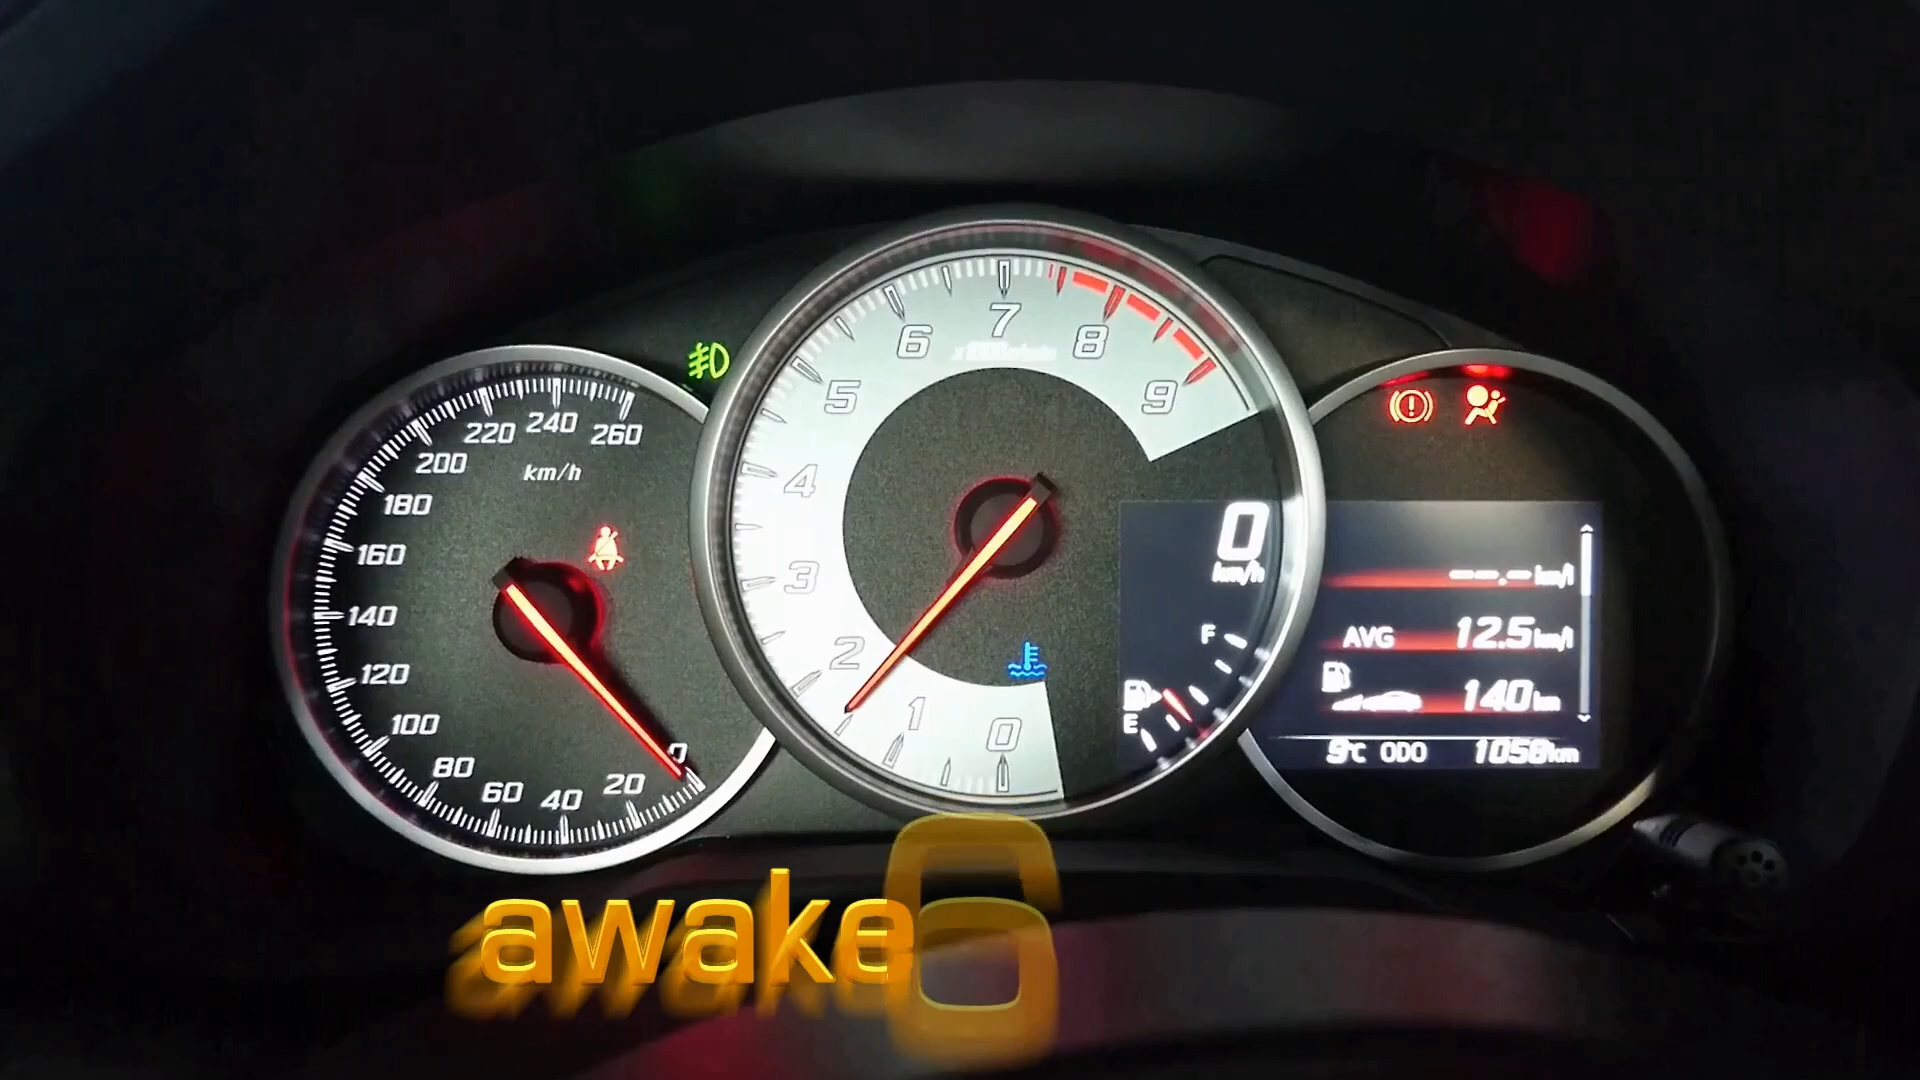 220 240 260
200
km/h
180
160
140
120
100
80
60 40 20 0
7
6 8
5 9
4
3
2
1 0
0
km/h
F
E
--.- km/l
AVG 12.5 km/l
140 km
9°C ODO 1058 km
awake 6